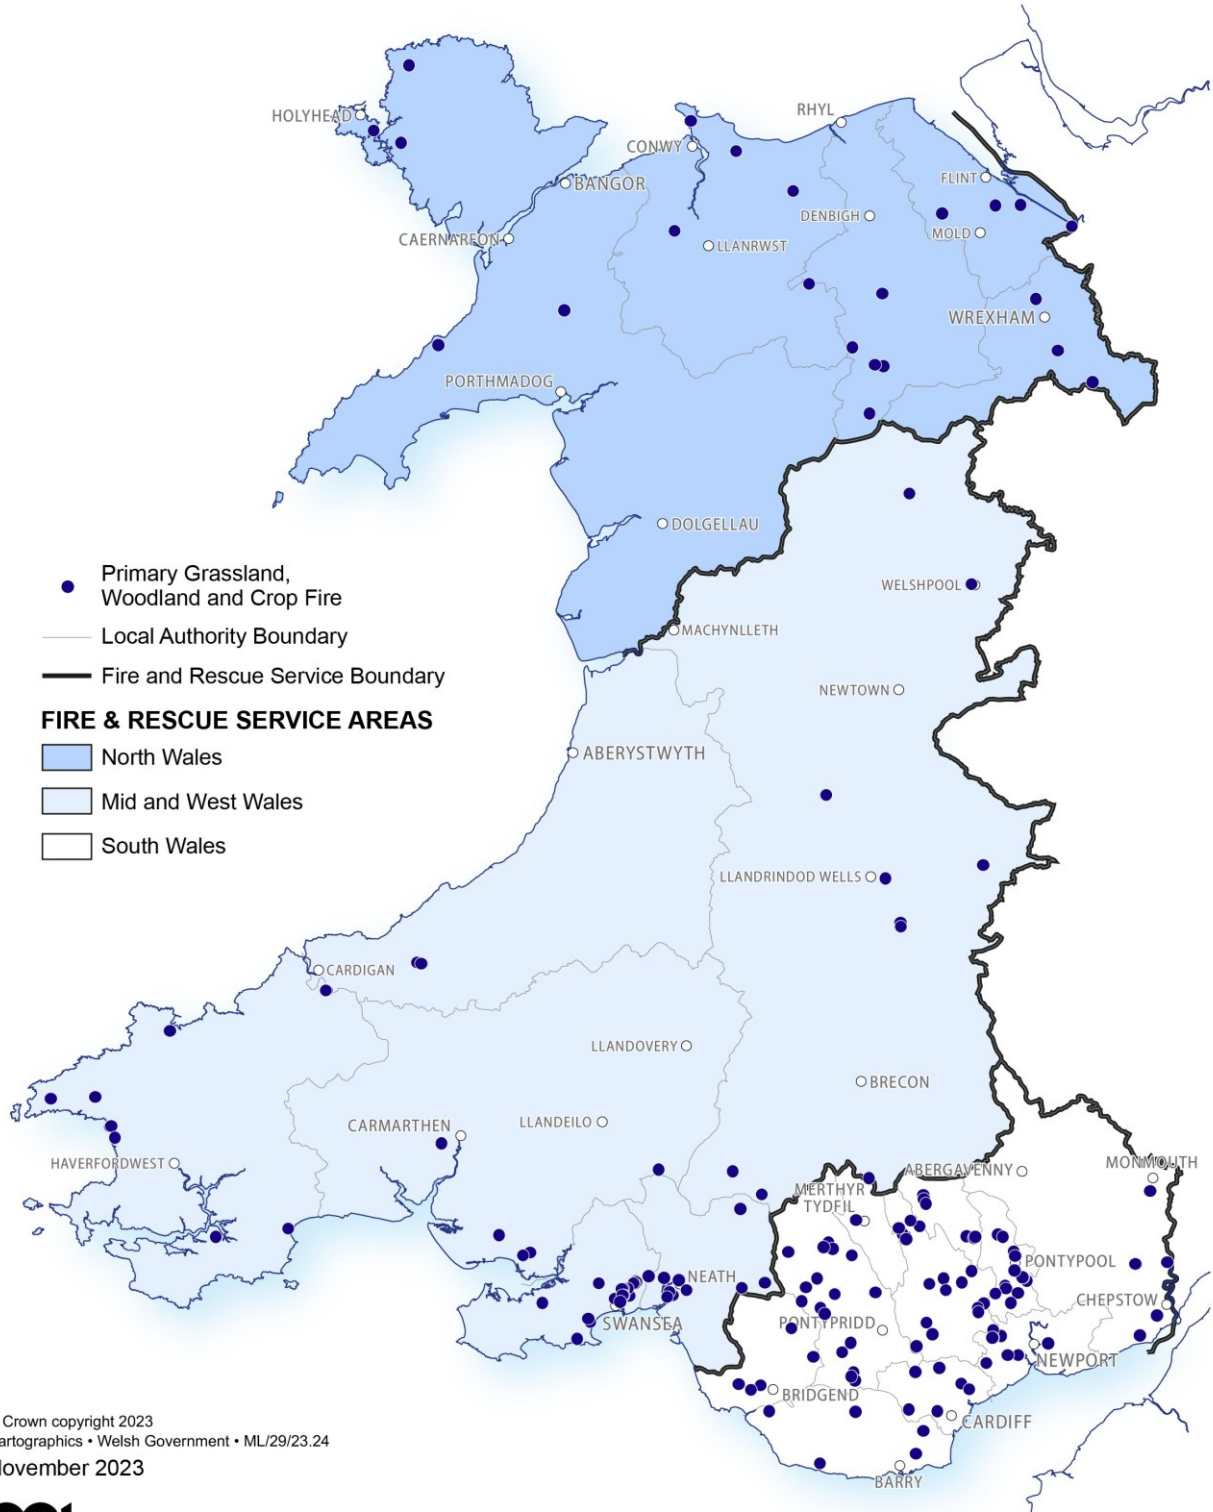 HOLYHEAD
RHYL
CONWY
BANGOR
FLINT
DENBIGH
CAERNARFON
MOLD
LLANRWST
WREXHAM
PORTHMADOG
DOLGELLAU
Primary Grassland,
Woodland and Crop Fire
Local Authority Boundary
Fire and Rescue Service Boundary
FIRE & RESCUE SERVICE AREAS
North Wales
Mid and West Wales
South Wales
WELSHPOOL
MACHYNLLETH
NEWTOWN
ABERYSTWYTH
LLANDRINDOD WELLS
CARDIGAN
LLANDOVERY
BRECON
LLANDEILO
CARMARTHEN
HAVERFORDWEST
ABERGAVENNY
MONMOUTH
MERTHYR
TYDFIL
PONTYPOOL
NEATH
CHEPSTOW
SWANSEA
PONTYPRIDD
NEWPORT
BRIDGEND
CARDIFF
BARRY
Crown copyright 2023
artographics • Welsh Government • ML/29/23.24
ovember 2023